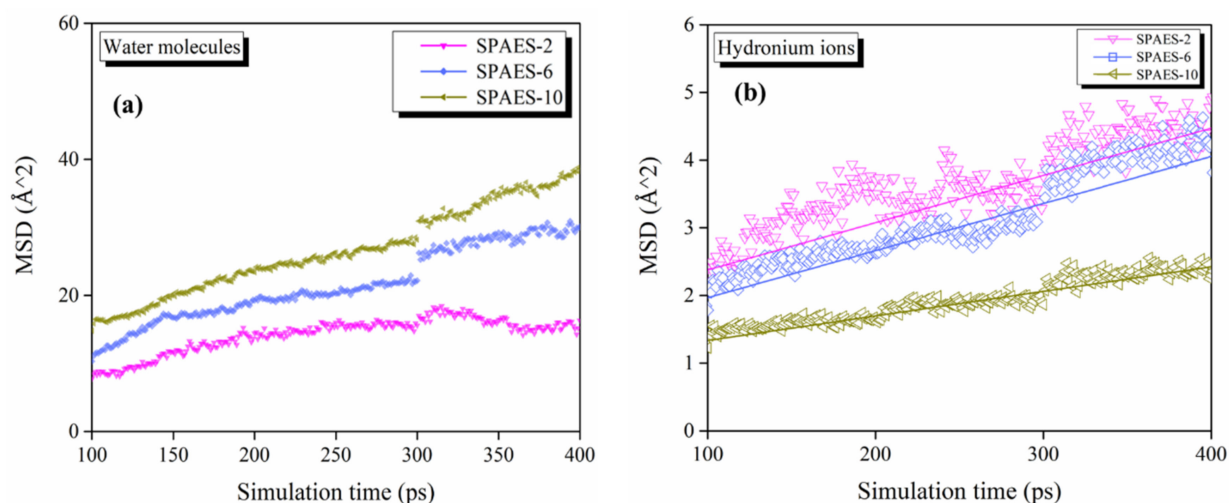 60
40
20
0
MSD (Å^2)
Water molecules
(a)
SPAES-2
SPAES-6
SPAES-10
100 150 200 250 300 350 400
Simulation time (ps)
6
5
4
3
2
1
0
MSD (Å^2)
Hydronium ions
(b)
SPAES-2
SPAES-6
SPAES-10
100 200 300 400
Simulation time (ps)